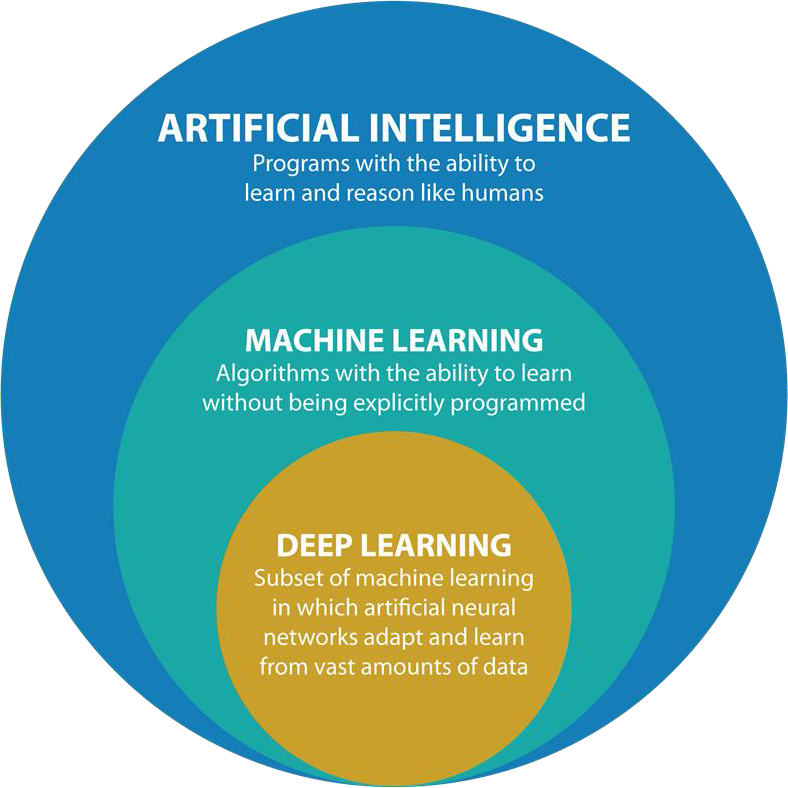 ARTIFICIAL INTELLIGENCE
Programs with the ability to
learn and reason like humans
MACHINE LEARNING
Algorithms with the ability to learn
without being explicitly programmed
DEEP LEARNING
Subset of machine learning
in which artificial neural
networks adapt and learn
from vast amounts of data